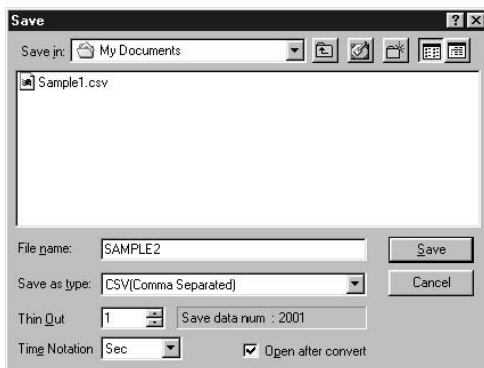 Save
Save in: My Documents
Sample1.csv
File name: SAMPLE2 Save
Save as type: CSV(Comma Separated) Cancel
Thin Out 1 Save data num : 2001
Time Notation Sec Open after convert